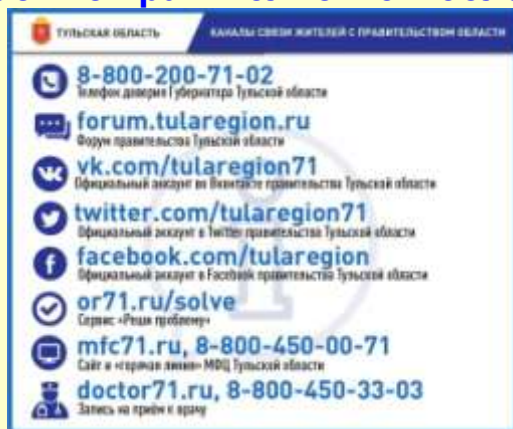 ТУЛЬСКАЯ ОБЛАСТЬ
КАНАЛЫ СВЯЗИ ЖИТЕЛЕЙ С ПРАВИТЕЛЬСТВОМ ОБЛАСТИ
8-800-200-71-02
Телефон доверия Губернатора Тульской области
forum.tularegion.ru
Форум правительства Тульской области
vk.com/tularegion71
Официальный аккаунт во Вконтакте правительства Тульской области
twitter.com/tularegion71
Официальный аккаунт в Twitter правительства Тульской области
facebook.com/tularegion
Официальный аккаунт в Facebook правительства Тульской области
or71.ru/solve
Сервис «Реши проблему»
mfc71.ru, 8-800-450-00-71
Сайт и «горячая линия» МФЦ Тульской области
doctor71.ru, 8-800-450-33-03
Запись на приём к врачу